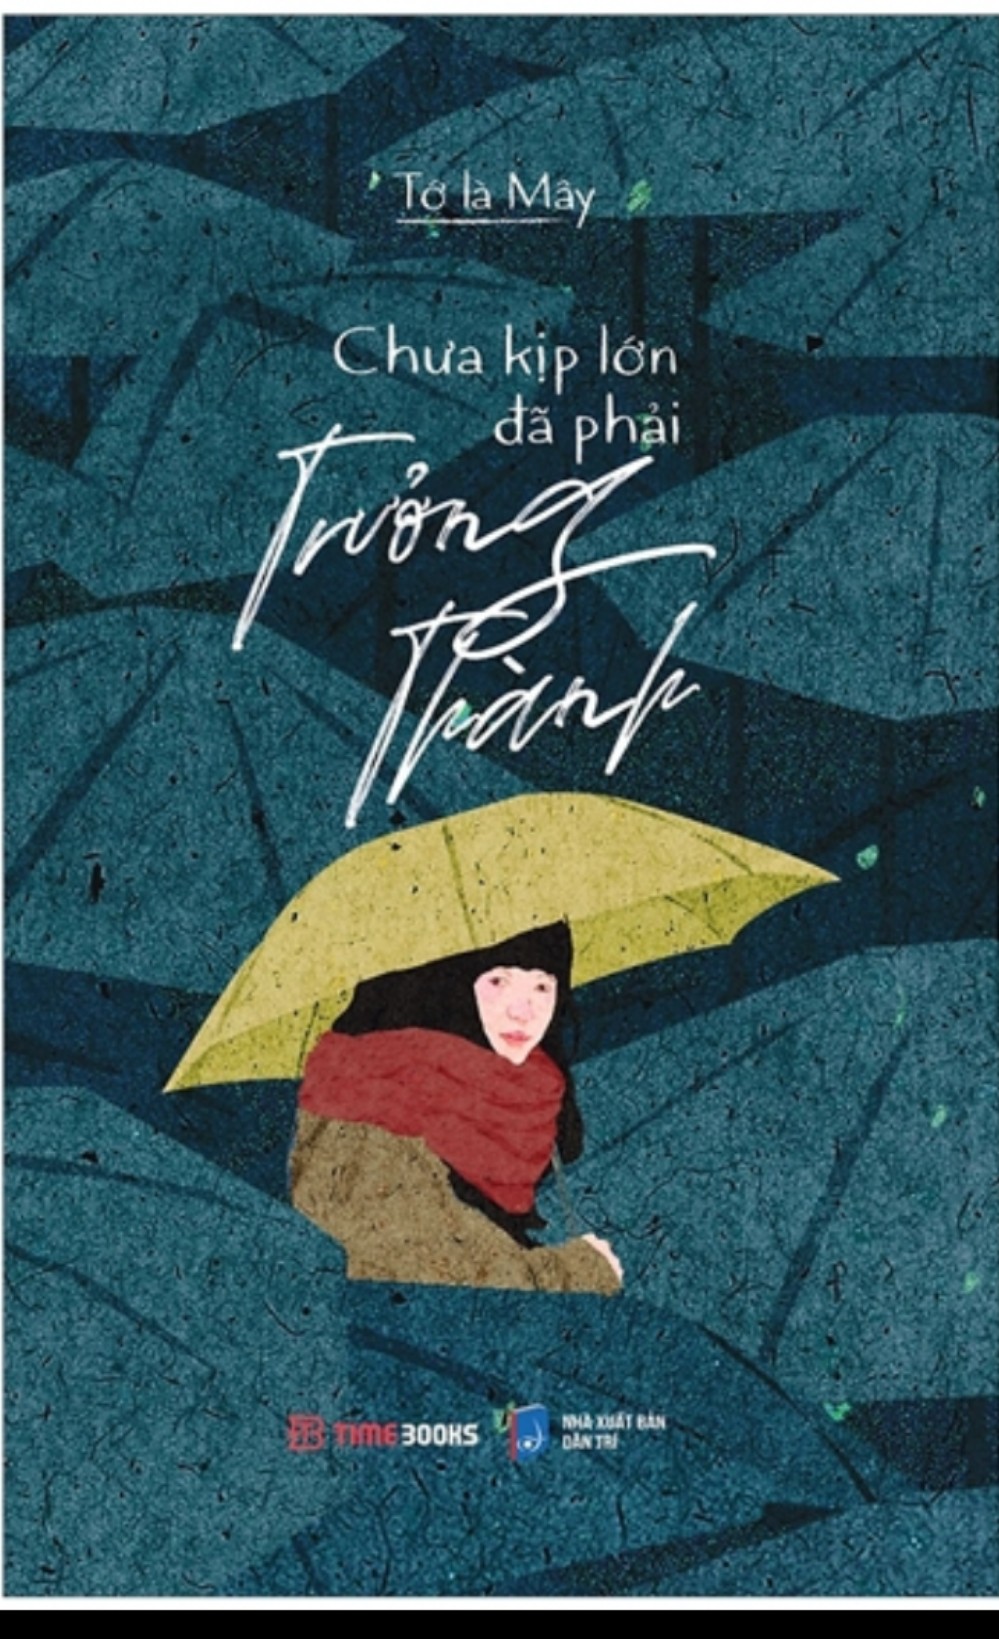 Tớ là Mây
Chưa kịp lớn
đã phải
Trưởng
Thành
TIMEBOOKS
NHÀ XUẤT BẢN
DÂN TRÍ